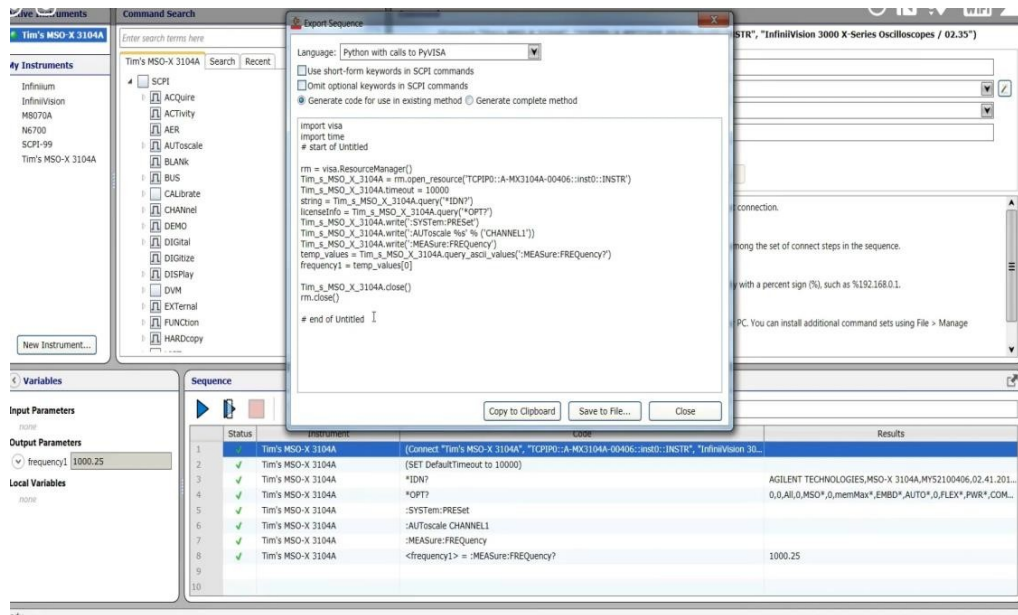 Command Search
Tim's MSO-X 3104A
My Instruments
Infiniium
InfiniiVision
M8070A
N6700
SCPI-99
Tim's MSO-X 3104A
New Instrument...
Enter search terms here
Tim's MSO-X 3104A Search Recent
SCPI
ACQuire
ACTivity
AER
AUToscale
BLANk
BUS
CALibrate
CHANnel
DEMO
DIGital
DIGitize
DISPlay
DVM
EXTernal
FUNCtion
HARDcopy
Export Sequence
Language: Python with calls to PyVISA
Use short-form keywords in SCPI commands
Omit optional keywords in SCPI commands
Generate code for use in existing method Generate complete method
import visa
import time
# start of Untitled
rm = visa.ResourceManager()
Tim_s_MSO_X_3104A = rm.open_resource('TCPIP0::A-MX3104A-00406::inst0::INSTR')
Tim_s_MSO_X_3104A.timeout = 10000
string = Tim_s_MSO_X_3104A.query('*IDN?')
licenseInfo = Tim_s_MSO_X_3104A.query('*OPT?')
Tim_s_MSO_X_3104A.write(':SYSTem:PRESet')
Tim_s_MSO_X_3104A.write(':AUToscale %s' % ('CHANNEL1'))
Tim_s_MSO_X_3104A.write(':MEASure:FREQuency')
temp_values = Tim_s_MSO_X_3104A.query_ascii_values(':MEASure:FREQuency?')
frequency1 = temp_values[0]
Tim_s_MSO_X_3104A.close()
rm.close()
# end of Untitled
Copy to Clipboard Save to File... Close
STR", "InfiniiVision 3000 X-Series Oscilloscopes / 02.35")
connection.
mong the set of connect steps in the sequence.
y with a percent sign (%), such as %192.168.0.1.
PC. You can install additional command sets using File > Manage
Variables
Input Parameters
none
Output Parameters
frequency1 1000.25
Local Variables
none
Sequence
Status Instrument Code Results
1 Tim's MSO-X 3104A (Connect "Tim's MSO-X 3104A", "TCPIP0::A-MX3104A-00406::inst0::INSTR", "InfiniiVision 30...
2 Tim's MSO-X 3104A (SET DefaultTimeout to 10000)
3 Tim's MSO-X 3104A *IDN? AGILENT TECHNOLOGIES,MSO-X 3104A,MY52100406,02.41.201...
4 Tim's MSO-X 3104A *OPT? 0,0,All,0,MSO*,0,memMax*,EMBD*,AUTO*,0,FLEX*,PWR*,COM...
5 Tim's MSO-X 3104A :SYSTem:PRESet
6 Tim's MSO-X 3104A :AUToscale CHANNEL1
7 Tim's MSO-X 3104A :MEASure:FREQuency
8 Tim's MSO-X 3104A <frequency1> = :MEASure:FREQuency? 1000.25
9
10